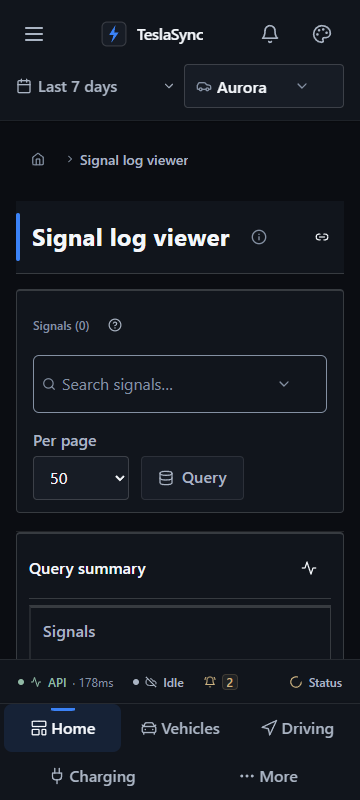 TeslaSync
Last 7 days
Aurora
Signal log viewer
Signal log viewer
Signals (0)
Search signals...
Per page
50
Query
Query summary
Signals
API · 178ms
Idle
2
Status
Home
Vehicles
Driving
Charging
More